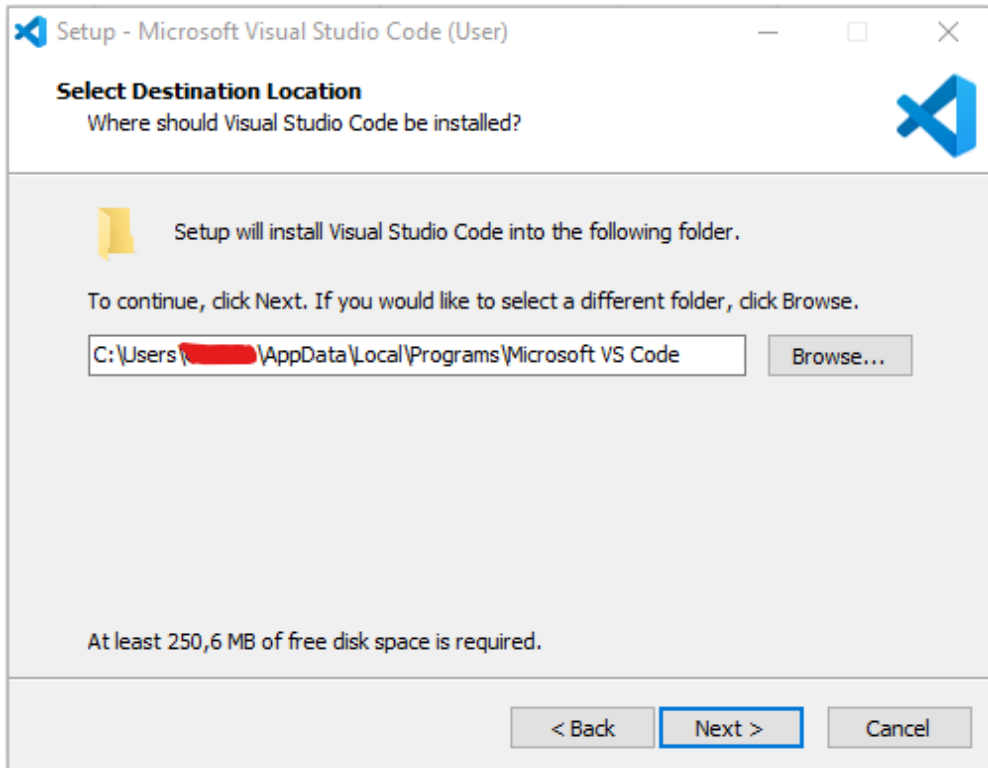 Setup - Microsoft Visual Studio Code (User)
Select Destination Location
Where should Visual Studio Code be installed?
Setup will install Visual Studio Code into the following folder.
To continue, click Next. If you would like to select a different folder, click Browse.
C:\Users\ \AppData\Local\Programs\Microsoft VS Code
Browse...
At least 250,6 MB of free disk space is required.
< Back Next > Cancel